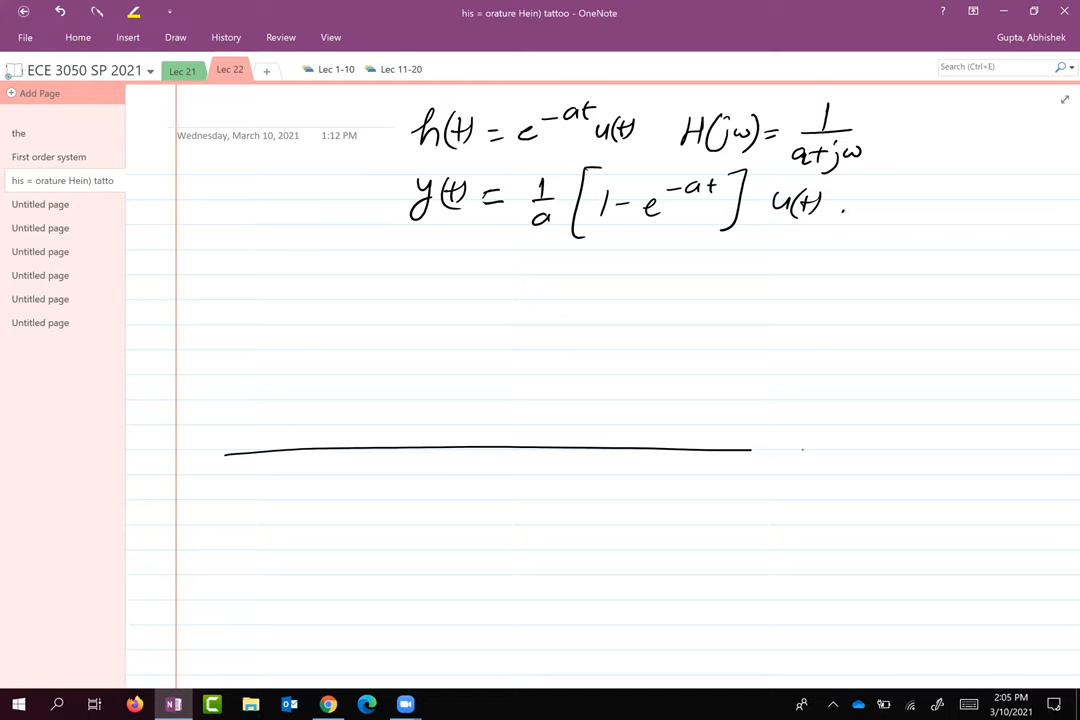 his = orature Hein) tattoo - OneNote
?
File Home Insert Draw History Review View
Gupta, Abhishek
ECE 3050 SP 2021 Lec 21 Lec 22 + Lec 1-10 Lec 11-20
Search (Ctrl+E)
Add Page
Wednesday, March 10, 2021 1:12 PM
the
First order system
his = orature Hein) tatto
Untitled page
Untitled page
Untitled page
Untitled page
Untitled page
Untitled page
h(t) = e^{-at} u(t) H(jω) = 1/(a+jω)
y(t) = 1/a [1 - e^{-at}] u(t).
2:05 PM
3/10/2021